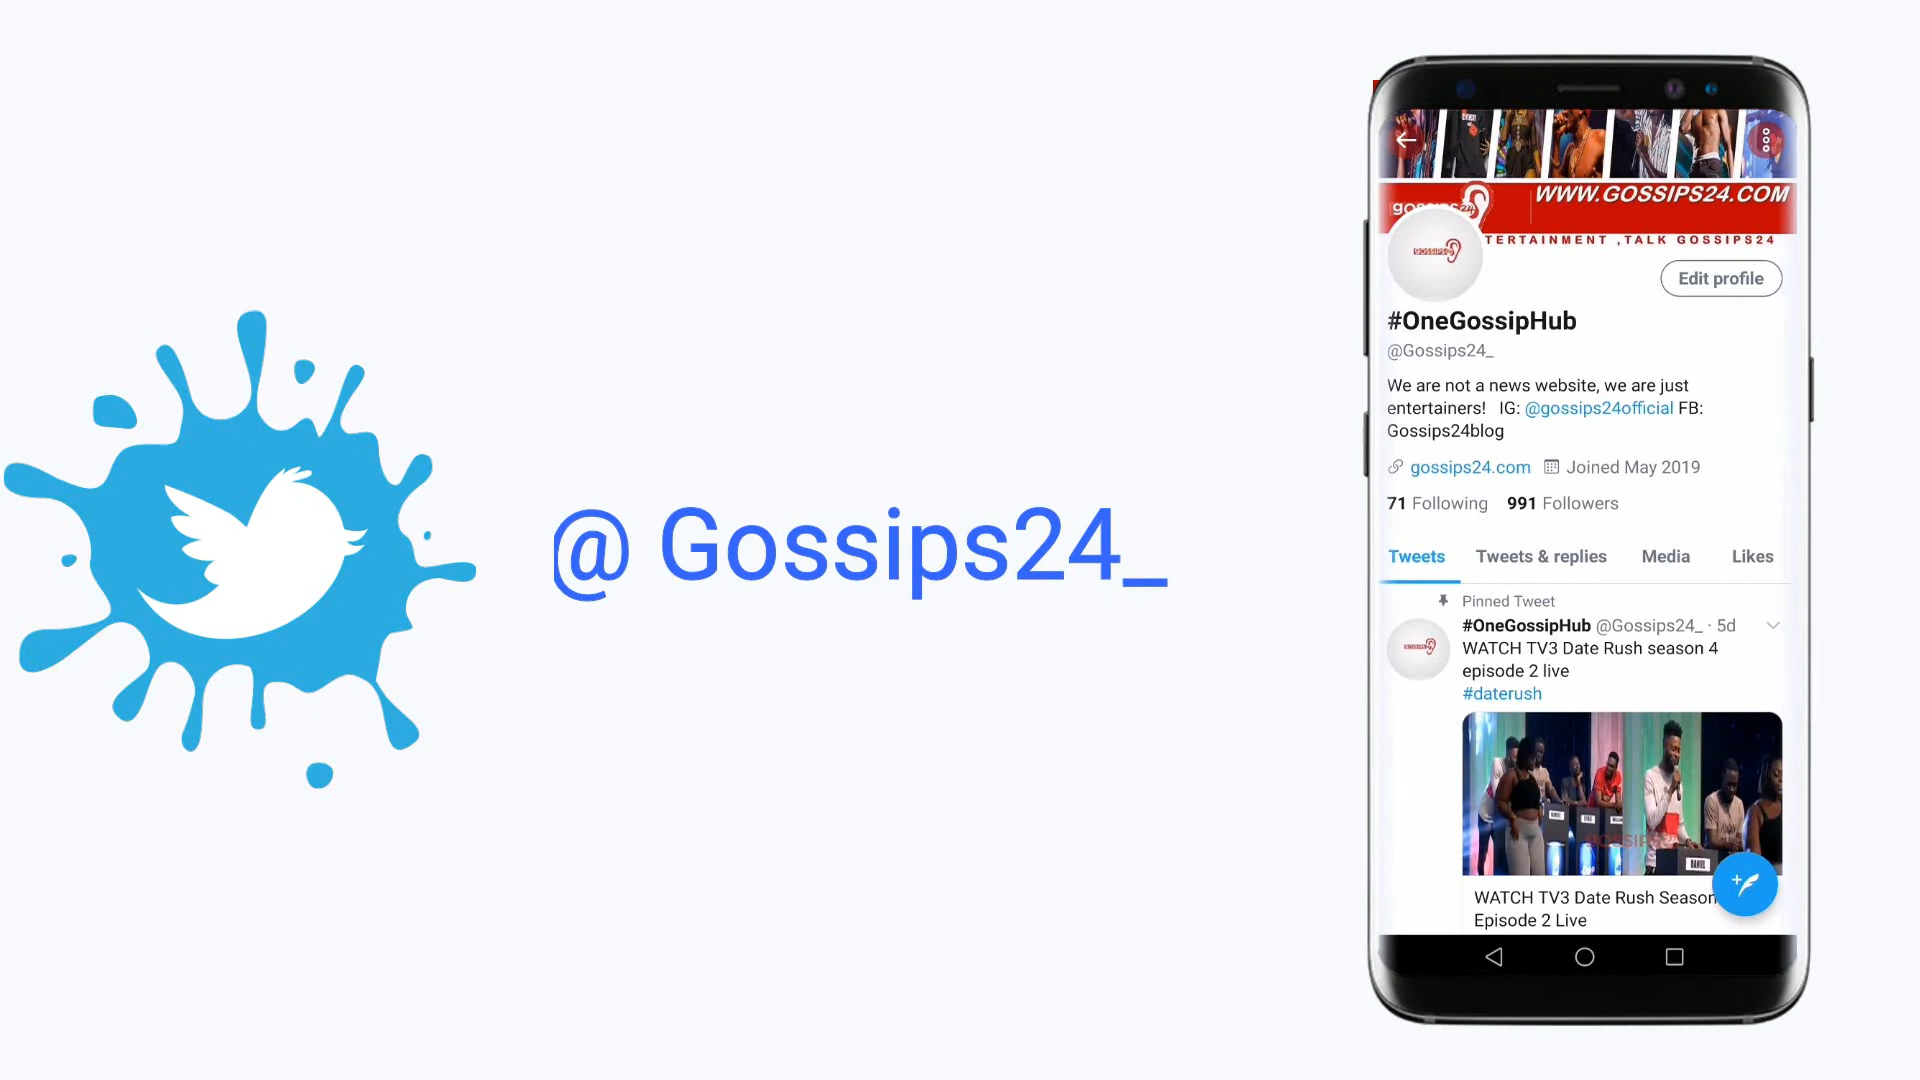 @ Gossips24_
WWW.GOSSIPS24.COM
TERTAINMENT ,TALK GOSSIPS24
GOSSIPS24
Edit profile
#OneGossipHub
@Gossips24_
We are not a news website, we are just
entertainers! IG: @gossips24official FB:
Gossips24blog
gossips24.com Joined May 2019
71 Following 991 Followers
Tweets Tweets & replies Media Likes
Pinned Tweet
#OneGossipHub @Gossips24_ · 5d
WATCH TV3 Date Rush season 4
episode 2 live
#daterush
WATCH TV3 Date Rush Season
Episode 2 Live